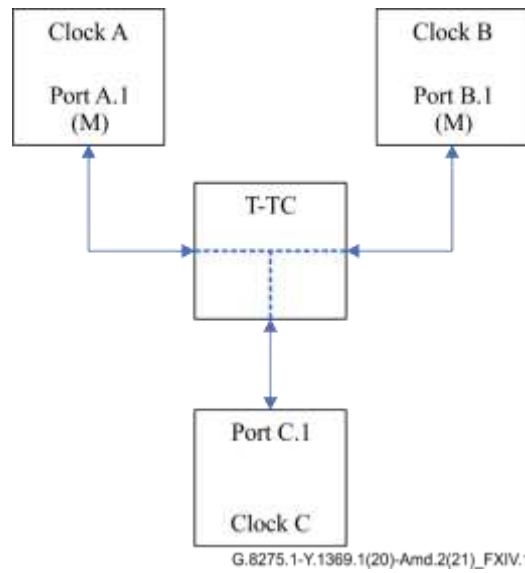 Clock A
Port A.1
(M)
Clock B
Port B.1
(M)
T-TC
Port C.1
Clock C
G.8275.1-Y.1369.1(20)-Amd.2(21)_FXIV.1